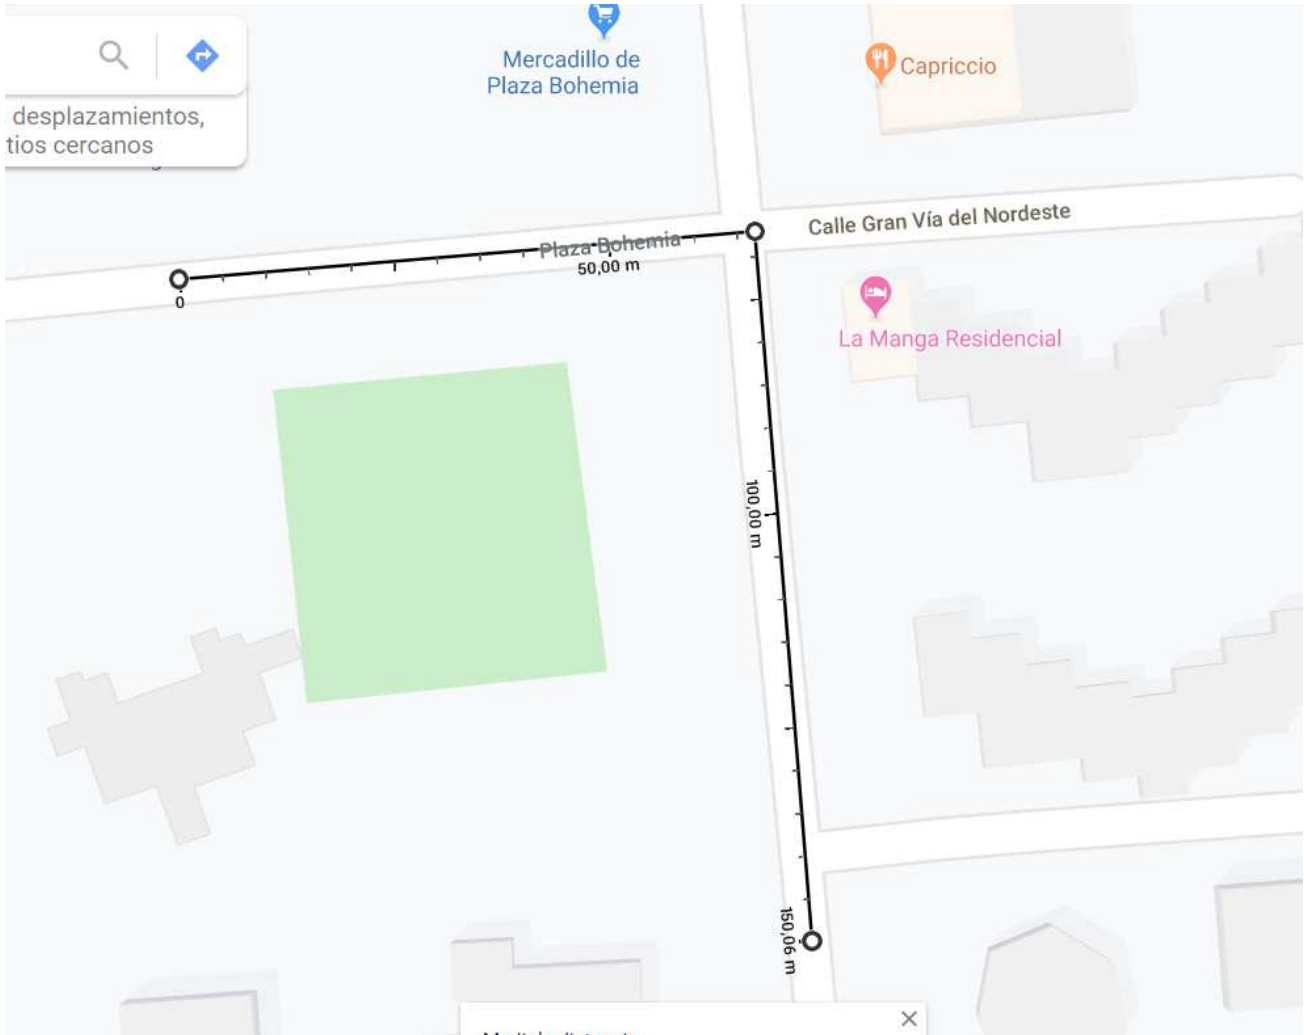 Mercadillo de
Plaza Bohemia
Capriccio
desplazamientos,
tios cercanos
Calle Gran Vía del Nordeste
Plaza Bohemia
50,00 m
0
La Manga Residencial
100,00 m
150,06 m